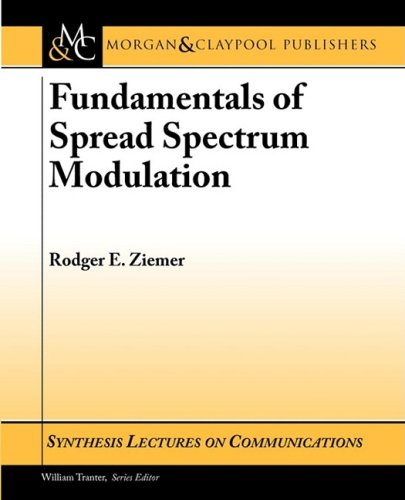 M
& C
MORGAN & CLAYPOOL PUBLISHERS
Fundamentals of
Spread Spectrum
Modulation
Rodger E. Ziemer
SYNTHESIS LECTURES ON COMMUNICATIONS
William Tranter, Series Editor